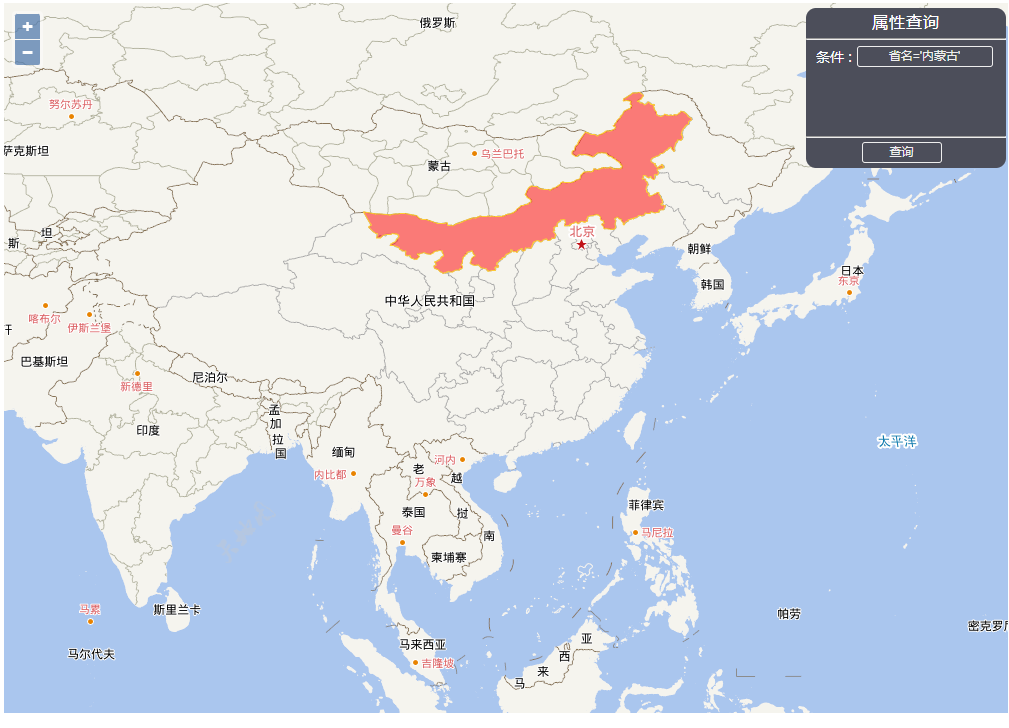 +
−
属性查询
条件 : 省名='内蒙古'
查询
俄罗斯
努尔苏丹
萨克斯坦
乌兰巴托
蒙古
斯
坦
北京
朝鲜
韩国
日本
东京
中华人民共和国
喀布尔
伊斯兰堡
巴基斯坦
新德里
尼泊尔
印度
孟
加
拉
国
缅甸
内比都
河内
老
万象
越
挝
南
泰国
曼谷
柬埔寨
太平洋
菲律宾
马尼拉
马累
马尔代夫
斯里兰卡
帕劳
密克罗尼
马来西亚
吉隆坡
马
来
西
亚